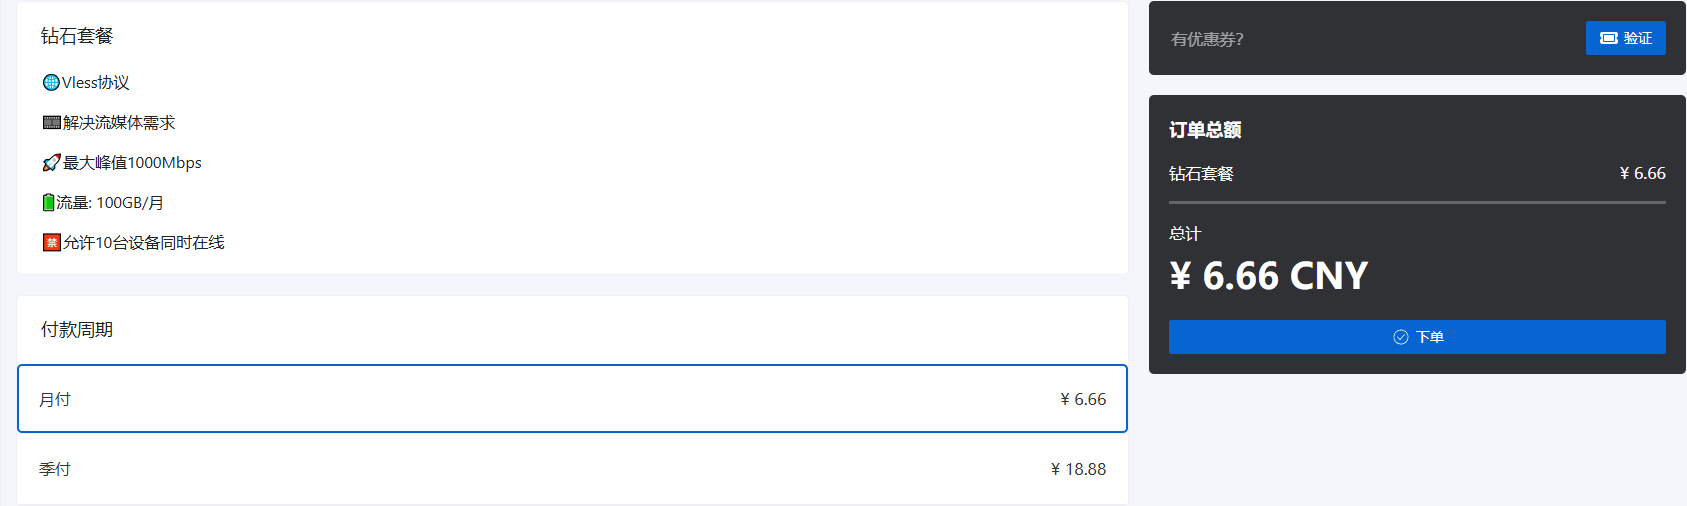 钻石套餐
🌐Vless协议
🎞️解决流媒体需求
🚀最大峰值1000Mbps
🔋流量: 100GB/月
🈲允许10台设备同时在线
付款周期
月付 ¥ 6.66
季付 ¥ 18.88
有优惠券?
验证
订单总额
钻石套餐 ¥ 6.66
总计
¥ 6.66 CNY
下单